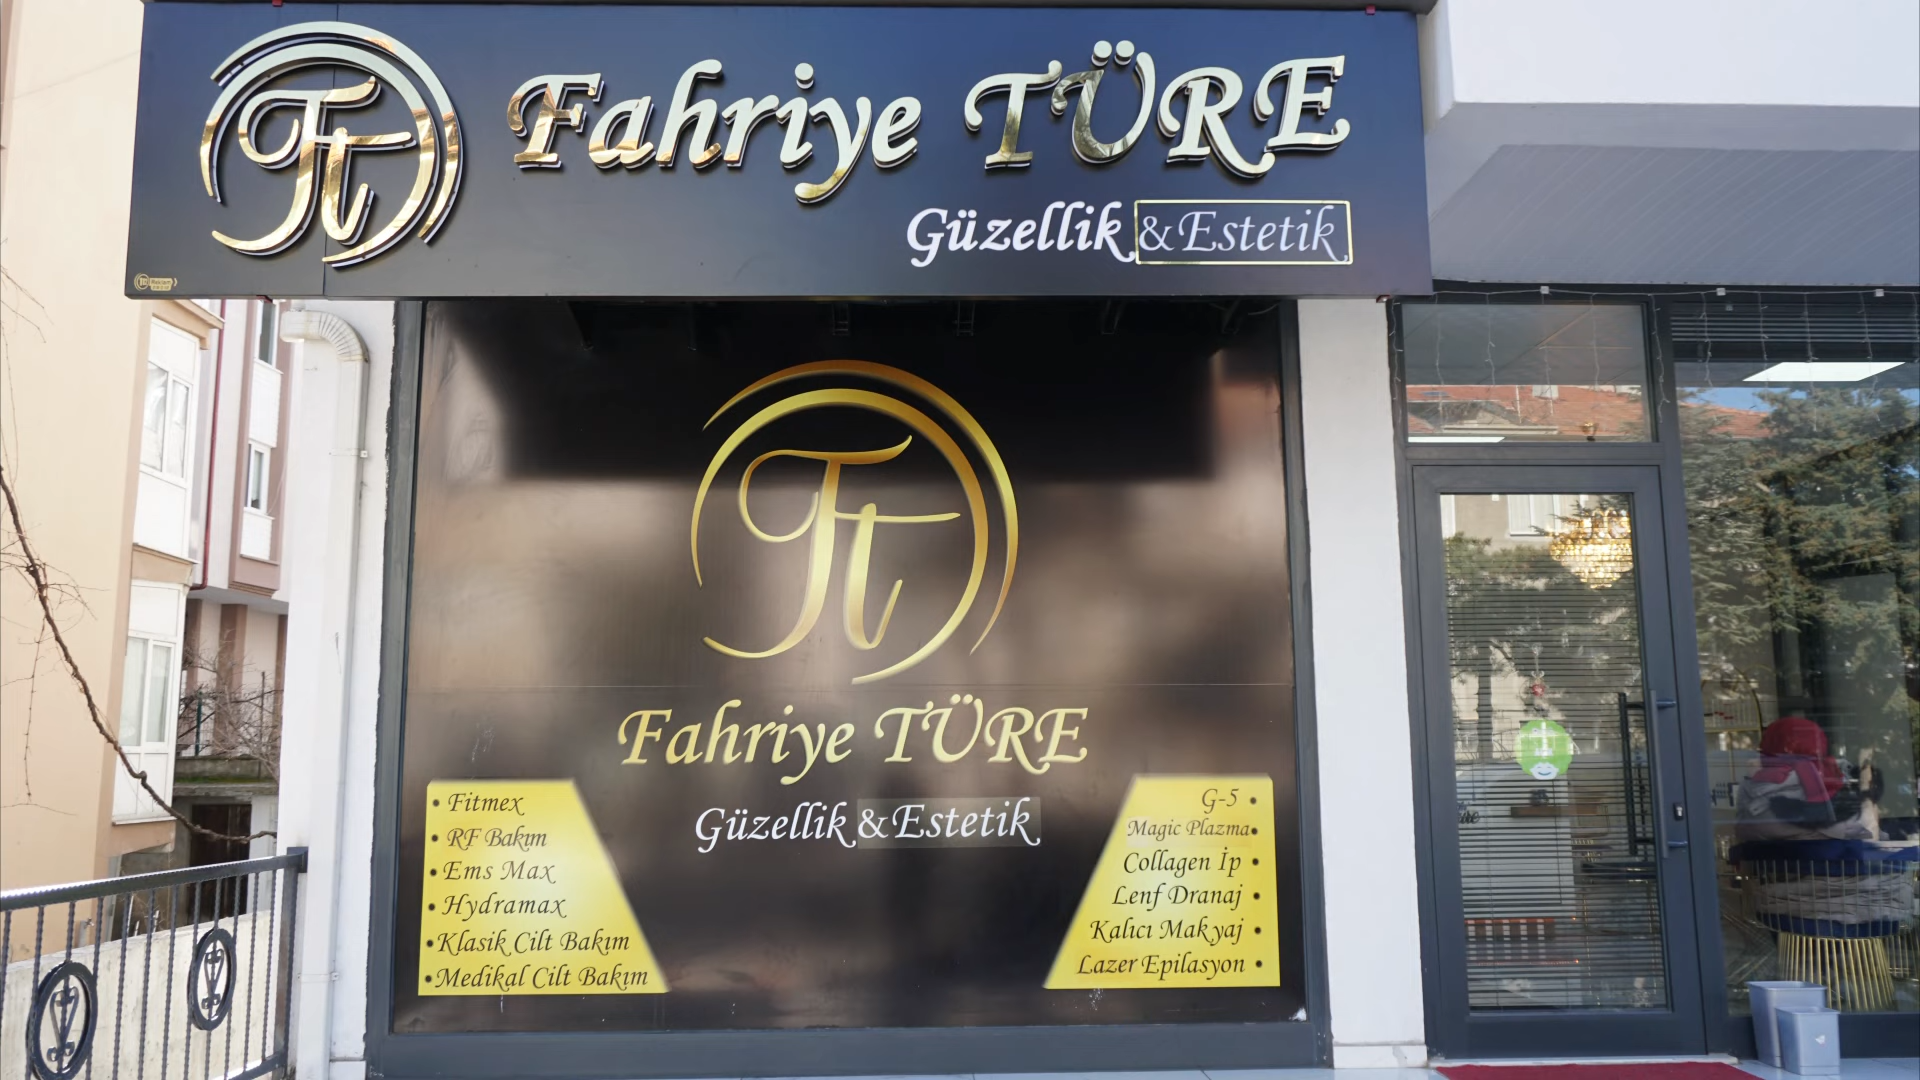 Ft
Fahriye TÜRE
Güzellik & Estetik
Ft
Fahriye TÜRE
Güzellik & Estetik
• Fitmex
• RF Bakım
• Ems Max
• Hydramax
• Klasik Cilt Bakım
• Medikal Cilt Bakım
G-5 •
Magic Plazma •
Collagen İp •
Lenf Dranaj •
Kalıcı Makyaj •
Lazer Epilasyon •